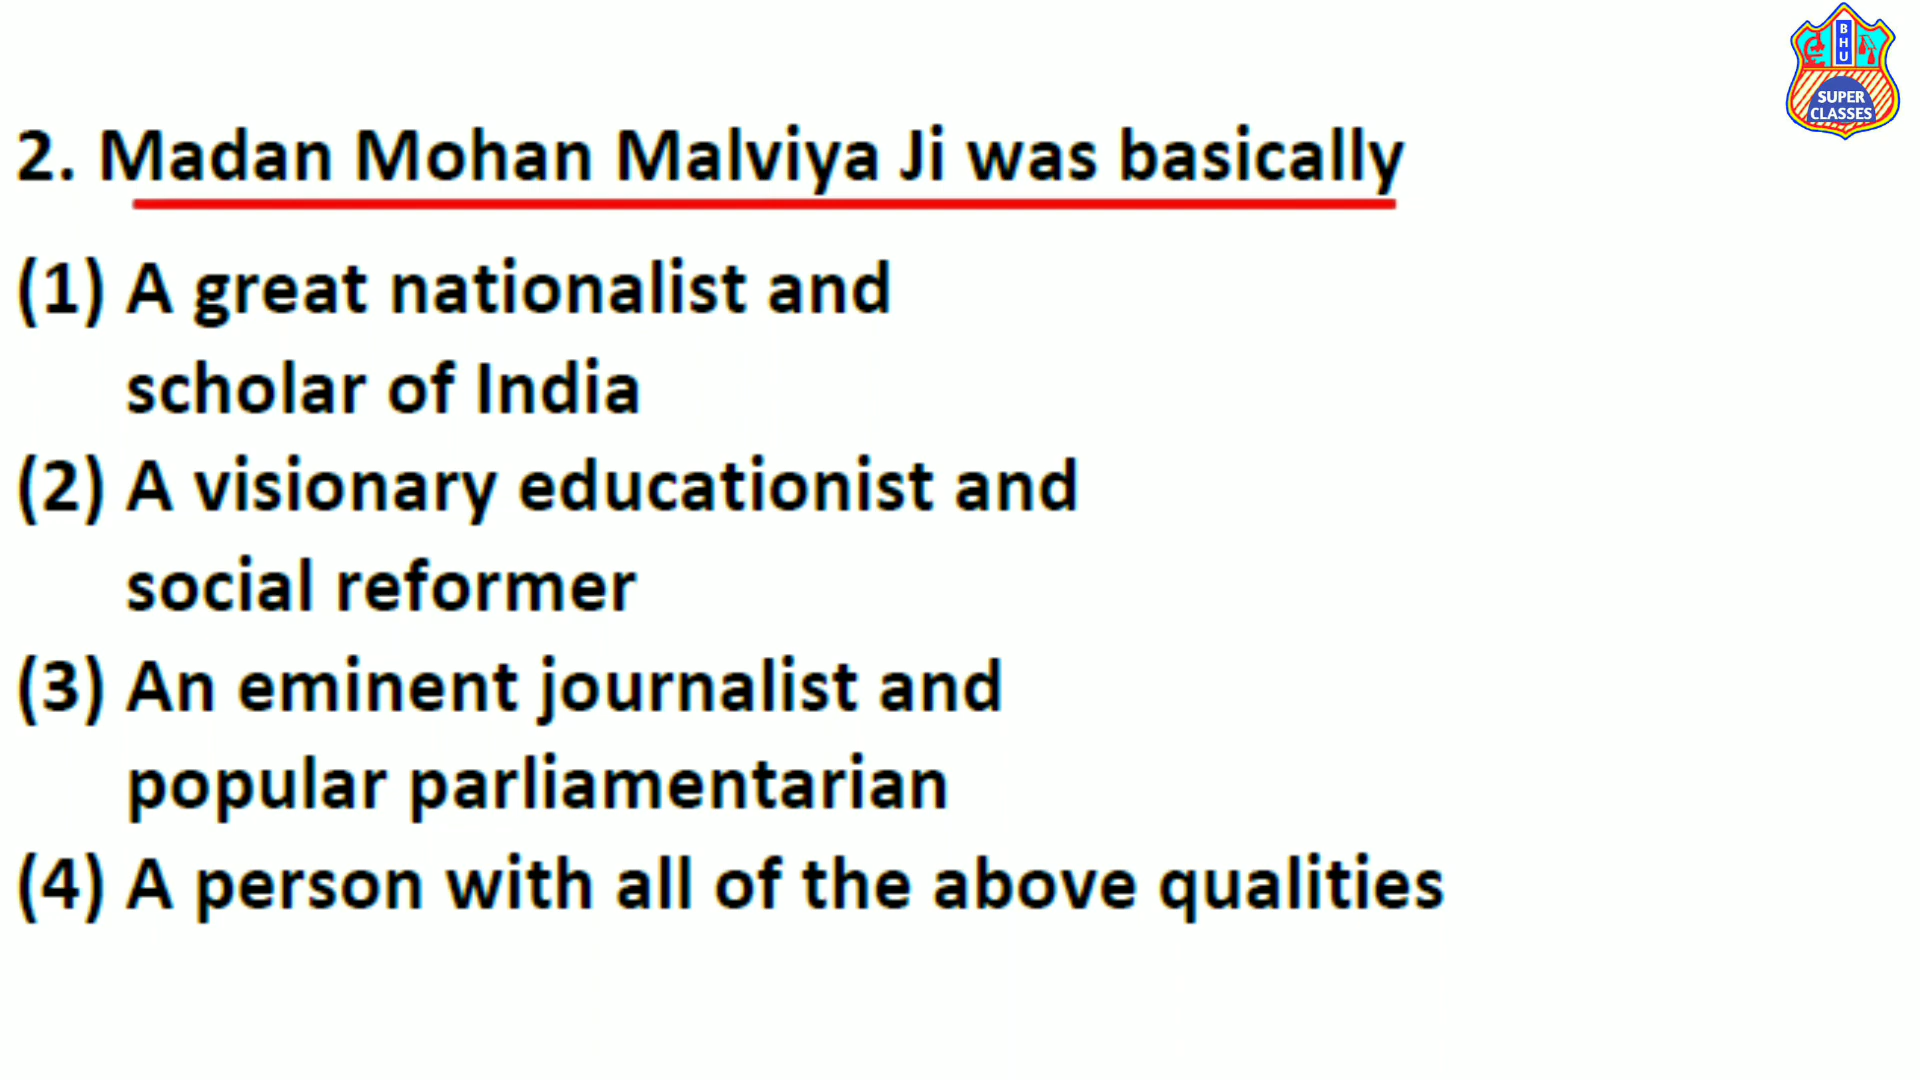 BHU
SUPER
CLASSES
2. Madan Mohan Malviya Ji was basically
(1) A great nationalist and
scholar of India
(2) A visionary educationist and
social reformer
(3) An eminent journalist and
popular parliamentarian
(4) A person with all of the above qualities